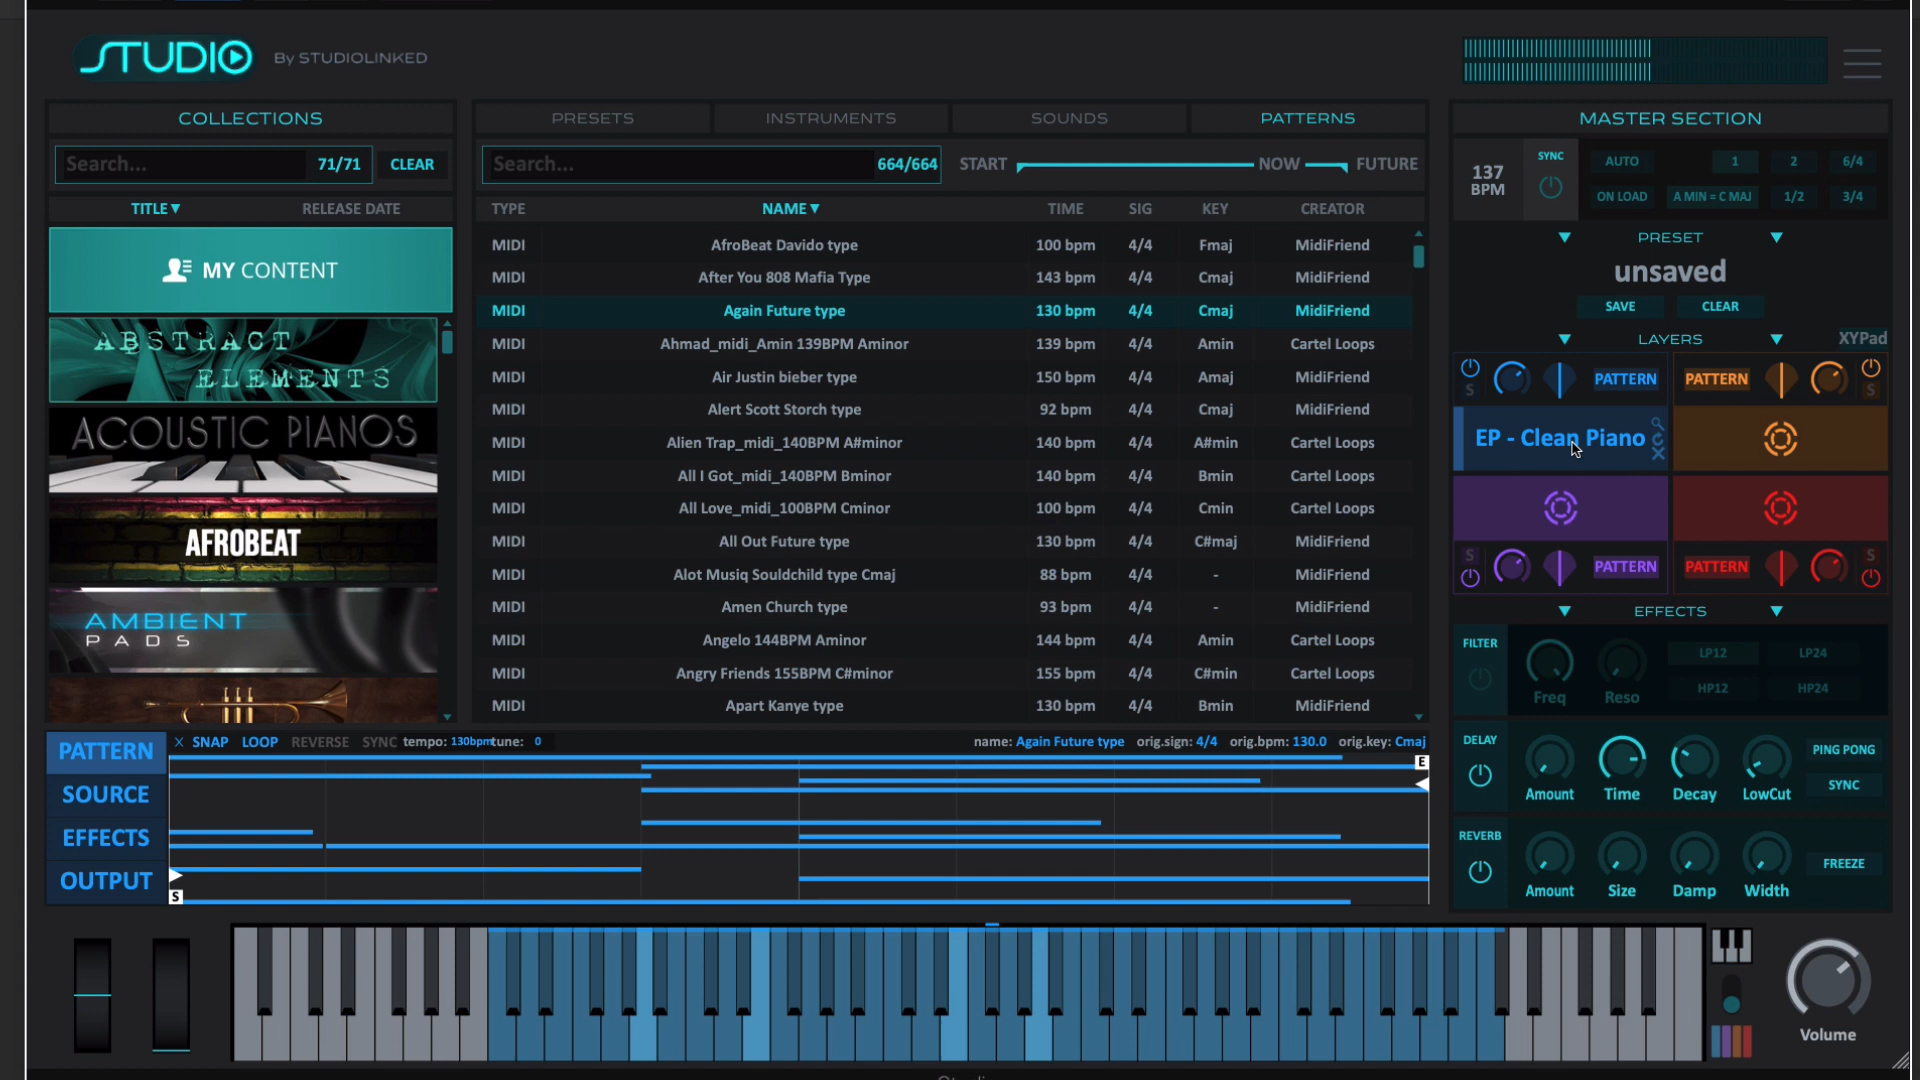 STUDIO By STUDIOLINKED
COLLECTIONS
Search... 71/71 CLEAR
TITLE▼ RELEASE DATE
MY CONTENT
ABSTRACT
ELEMENTS
ACOUSTIC PIANOS
AFROBEAT
AMBIENT
PADS
PRESETS INSTRUMENTS SOUNDS PATTERNS
Search... 664/664 START NOW FUTURE
TYPE NAME▼ TIME SIG KEY CREATOR
MIDI AfroBeat Davido type 100 bpm 4/4 Fmaj MidiFriend
MIDI After You 808 Mafia Type 143 bpm 4/4 Cmaj MidiFriend
MIDI Again Future type 130 bpm 4/4 Cmaj MidiFriend
MIDI Ahmad_midi_Amin 139BPM Aminor 139 bpm 4/4 Amin Cartel Loops
MIDI Air Justin bieber type 150 bpm 4/4 Amaj MidiFriend
MIDI Alert Scott Storch type 92 bpm 4/4 Cmaj MidiFriend
MIDI Alien Trap_midi_140BPM A#minor 140 bpm 4/4 A#min Cartel Loops
MIDI All I Got_midi_140BPM Bminor 140 bpm 4/4 Bmin Cartel Loops
MIDI All Love_midi_100BPM Cminor 100 bpm 4/4 Cmin Cartel Loops
MIDI All Out Future type 130 bpm 4/4 C#maj MidiFriend
MIDI Alot Musiq Souldchild type Cmaj 88 bpm 4/4 - MidiFriend
MIDI Amen Church type 93 bpm 4/4 - MidiFriend
MIDI Angelo 144BPM Aminor 144 bpm 4/4 Amin Cartel Loops
MIDI Angry Friends 155BPM C#minor 155 bpm 4/4 C#min Cartel Loops
MIDI Apart Kanye type 130 bpm 4/4 Bmin MidiFriend
MASTER SECTION
137 BPM SYNC AUTO 1 2 6/4
ON LOAD A MIN = C MAJ 1/2 3/4
▼ PRESET ▼
unsaved
SAVE CLEAR
▼ LAYERS ▼ XYPad
S PATTERN PATTERN S
EP - Clean Piano
S PATTERN PATTERN S
▼ EFFECTS ▼
FILTER Freq Reso LP12 LP24
HP12 HP24
DELAY Amount Time Decay LowCut PING PONG
SYNC
REVERB Amount Size Damp Width FREEZE
PATTERN
SOURCE
EFFECTS
OUTPUT
X SNAP LOOP REVERSE SYNC tempo: 130bpm tune: 0 name: Again Future type orig.sign: 4/4 orig.bpm: 130.0 orig.key: Cmaj
E
S
Volume